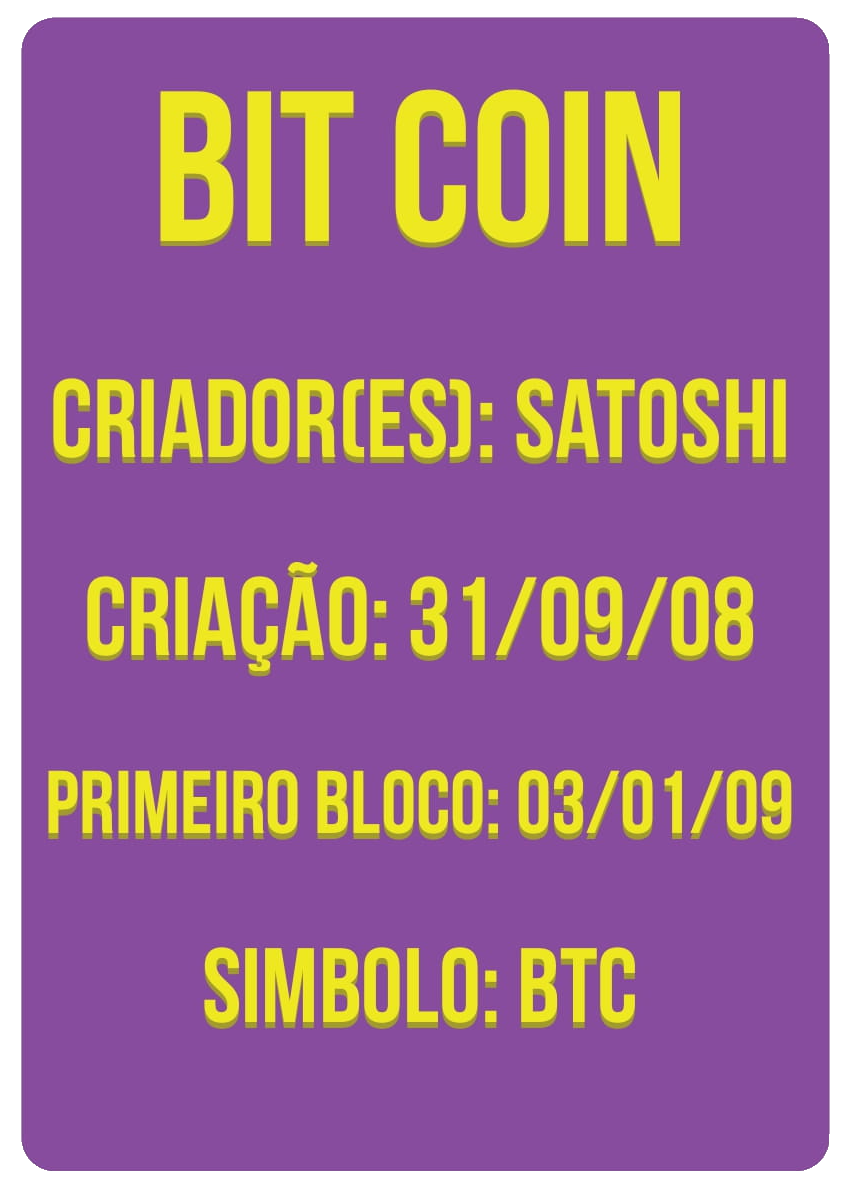 BIT COIN
CRIADOR(ES): SATOSHI
CRIAÇÃO: 31/09/08
PRIMEIRO BLOCO: 03/01/09
SIMBOLO: BTC